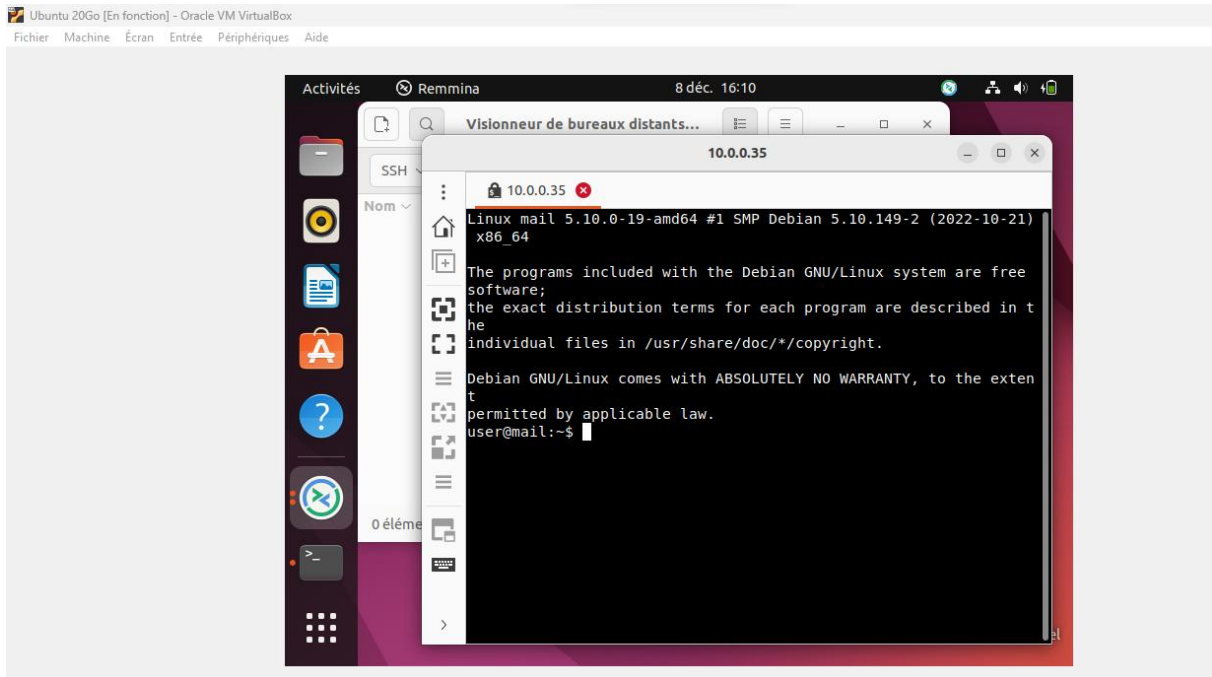 Ubuntu 20Go [En fonction] - Oracle VM VirtualBox
Fichier Machine Écran Entrée Périphériques Aide
Activités Remmina 8 déc. 16:10
Visionneur de bureaux distants...
10.0.0.35
SSH
10.0.0.35
Nom
Linux mail 5.10.0-19-amd64 #1 SMP Debian 5.10.149-2 (2022-10-21)
x86_64
The programs included with the Debian GNU/Linux system are free
software;
the exact distribution terms for each program are described in t
he
individual files in /usr/share/doc/*/copyright.
Debian GNU/Linux comes with ABSOLUTELY NO WARRANTY, to the exten
t
permitted by applicable law.
user@mail:~$
0 éléme
el